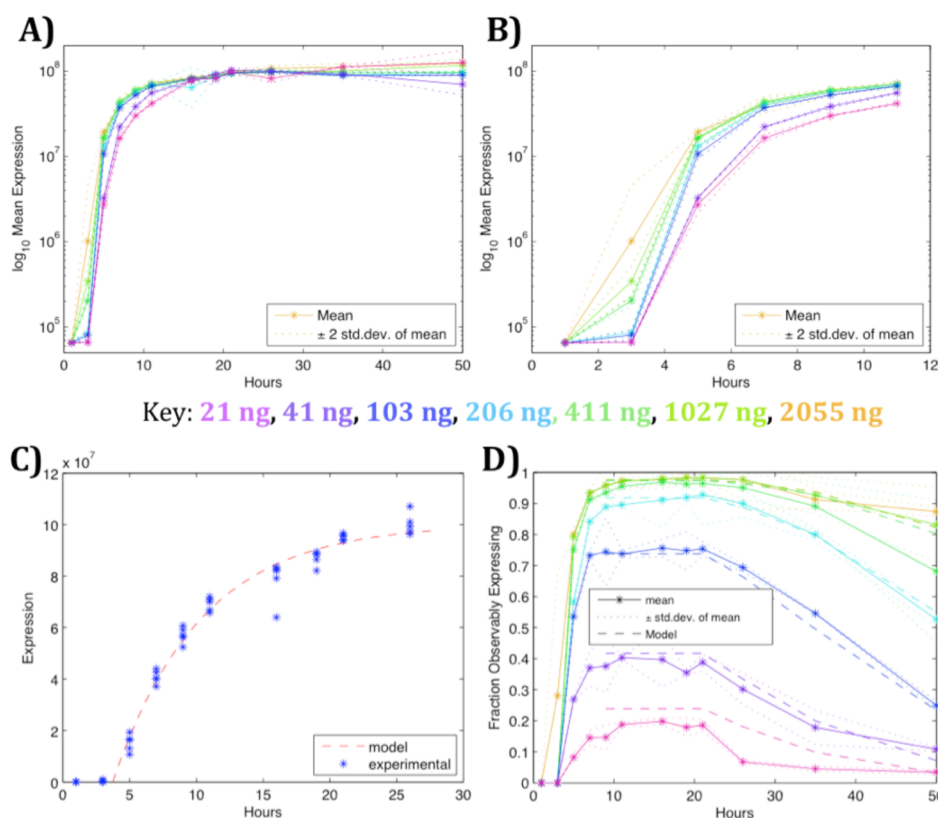 A)
10^8
10^7
10^6
10^5
log10 Mean Expression
0 10 20 30 40 50
Hours
Mean
± 2 std.dev. of mean
B)
10^8
10^7
10^6
10^5
log10 Mean Expression
0 2 4 6 8 10 12
Hours
Mean
± 2 std.dev. of mean
Key: 21 ng, 41 ng, 103 ng, 206 ng, 411 ng, 1027 ng, 2055 ng
C)
× 10^7
12
10
8
6
4
2
0
Expression
0 5 10 15 20 25 30
Hours
model
experimental
D)
1
0.9
0.8
0.7
0.6
0.5
0.4
0.3
0.2
0.1
0
Fraction Observably Expressing
0 10 20 30 40 50
Hours
mean
± std.dev. of mean
Model